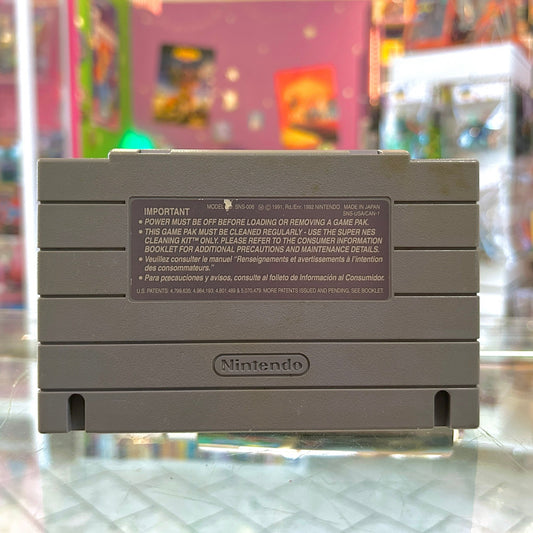 MODEL SNS-006 Ⓜ © 1991, Rd./Enr. 1992 NINTENDO MADE IN JAPAN
SNS-USA/CAN-1
IMPORTANT
• POWER MUST BE OFF BEFORE LOADING OR REMOVING A GAME PAK.
• THIS GAME PAK MUST BE CLEANED REGULARLY - USE THE SUPER NES
CLEANING KIT™ ONLY. PLEASE REFER TO THE CONSUMER INFORMATION
BOOKLET FOR ADDITIONAL PRECAUTIONS AND MAINTENANCE DETAILS.
• Veuillez consulter le manuel "Renseignements et avertissements à l'intention
des consommateurs."
• Para precauciones y avisos, consulte al folleto de Información al Consumidor.
U.S. PATENTS 4,799,635; 4,984,193; 4,801,489 & 5,070,479. MORE PATENTS ISSUED AND PENDING, SEE BOOKLET.
Nintendo